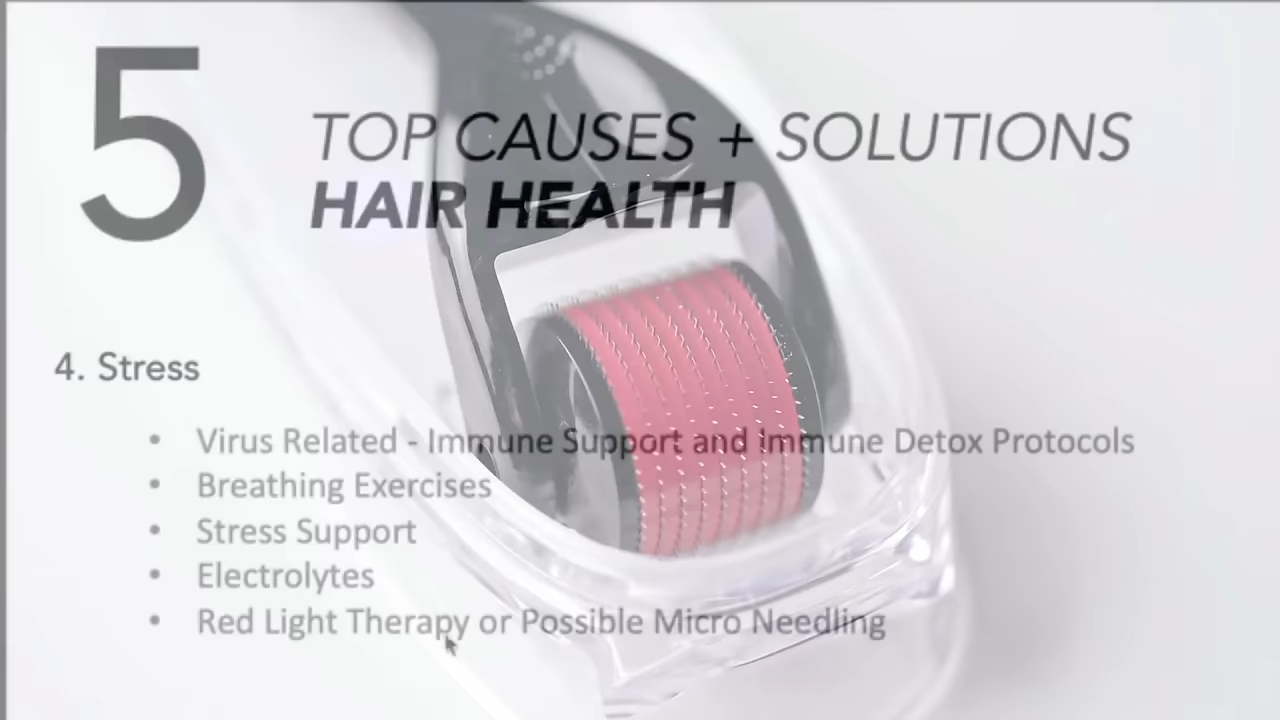 5
TOP CAUSES + SOLUTIONS
HAIR HEALTH
4. Stress
• Virus Related - Immune Support and Immune Detox Protocols
• Breathing Exercises
• Stress Support
• Electrolytes
• Red Light Therapy or Possible Micro Needling